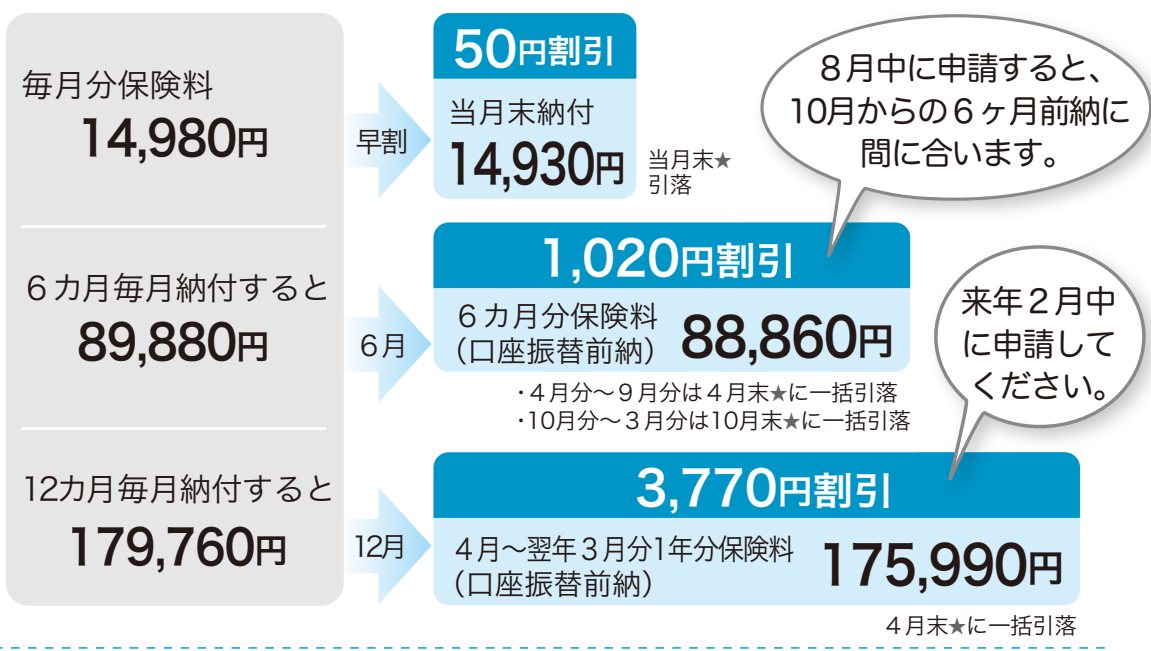 毎月分保険料
14,980円
早割
50円割引
当月末納付
14,930円
当月末★
引落
8月中に申請すると、
10月からの6ヶ月前納に
間に合います。
6カ月毎月納付すると
89,880円
6月
1,020円割引
6カ月分保険料
(口座振替前納)
88,860円
・4月分〜9月分は4月末★に一括引落
・10月分〜3月分は10月末★に一括引落
来年2月中
に申請して
ください。
12カ月毎月納付すると
179,760円
12月
3,770円割引
4月〜翌年3月分1年分保険料
(口座振替前納)
175,990円
4月末★に一括引落